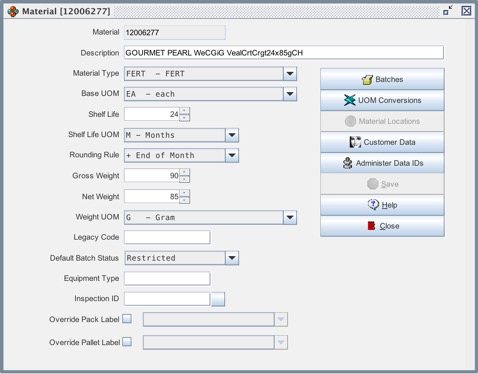 Material [12006277]
Material 12006277
Description GOURMET PEARL WeCGiG VealCrtCrgt24x85gCH
Material Type FERT – FERT
Base UOM EA – each
Shelf Life 24
Shelf Life UOM M – Months
Rounding Rule + End of Month
Gross Weight 90
Net Weight 85
Weight UOM G – Gram
Legacy Code
Default Batch Status Restricted
Equipment Type
Inspection ID
Override Pack Label
Override Pallet Label
Batches
UOM Conversions
Material Locations
Customer Data
Administer Data IDs
Save
Help
Close